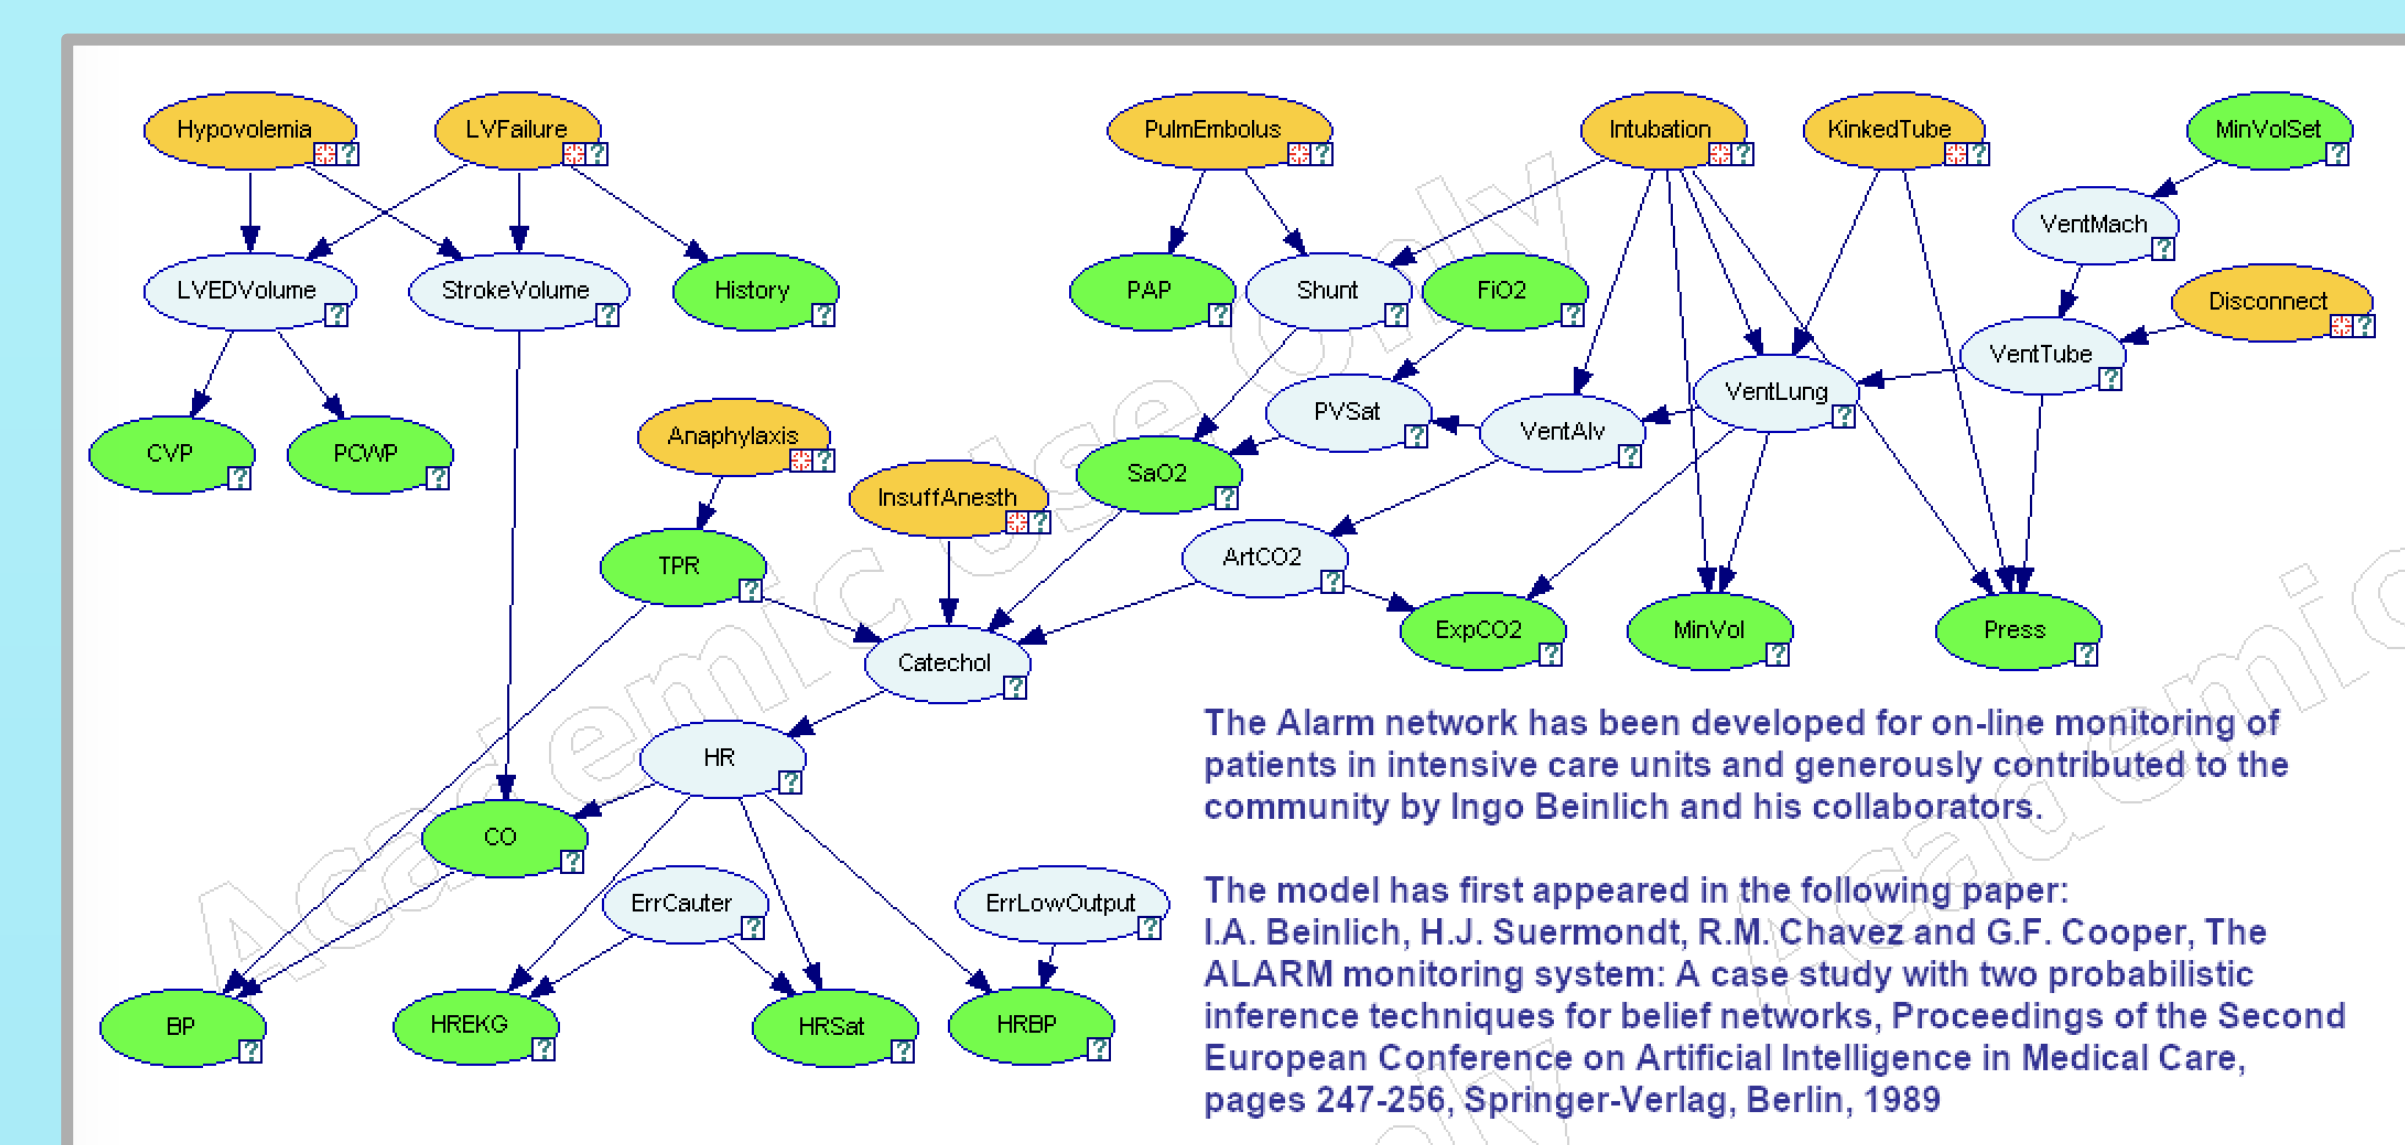 Hypovolemia
LVFailure
PulmEmbolus
Intubation
KinkedTube
MinVolSet
VentMach
LVEDVolume
StrokeVolume
History
PAP
Shunt
FiO2
Disconnect
VentTube
VentLung
PVSat
VentAlv
CVP
PCWP
Anaphylaxis
SaO2
InsuffAnesth
TPR
ArtCO2
ExpCO2
MinVol
Press
Catechol
HR
CO
ErrCauter
ErrLowOutput
BP
HREKG
HRSat
HRBP
The Alarm network has been developed for on-line monitoring of
patients in intensive care units and generously contributed to the
community by Ingo Beinlich and his collaborators.
The model has first appeared in the following paper:
I.A. Beinlich, H.J. Suermondt, R.M. Chavez and G.F. Cooper, The
ALARM monitoring system: A case study with two probabilistic
inference techniques for belief networks, Proceedings of the Second
European Conference on Artificial Intelligence in Medical Care,
pages 247-256, Springer-Verlag, Berlin, 1989
Academic Use Only
Academic